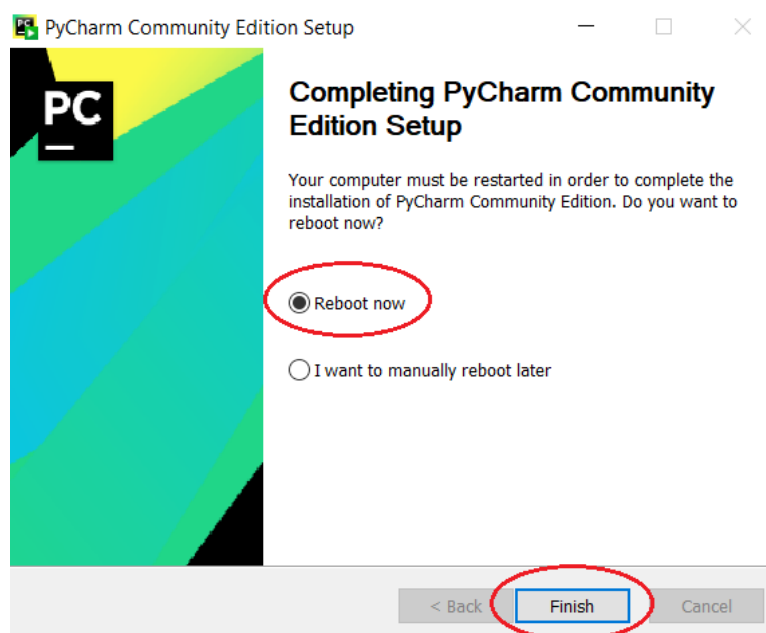 PyCharm Community Edition Setup
PC
Completing PyCharm Community
Edition Setup
Your computer must be restarted in order to complete the
installation of PyCharm Community Edition. Do you want to
reboot now?
Reboot now
I want to manually reboot later
< Back Finish Cancel